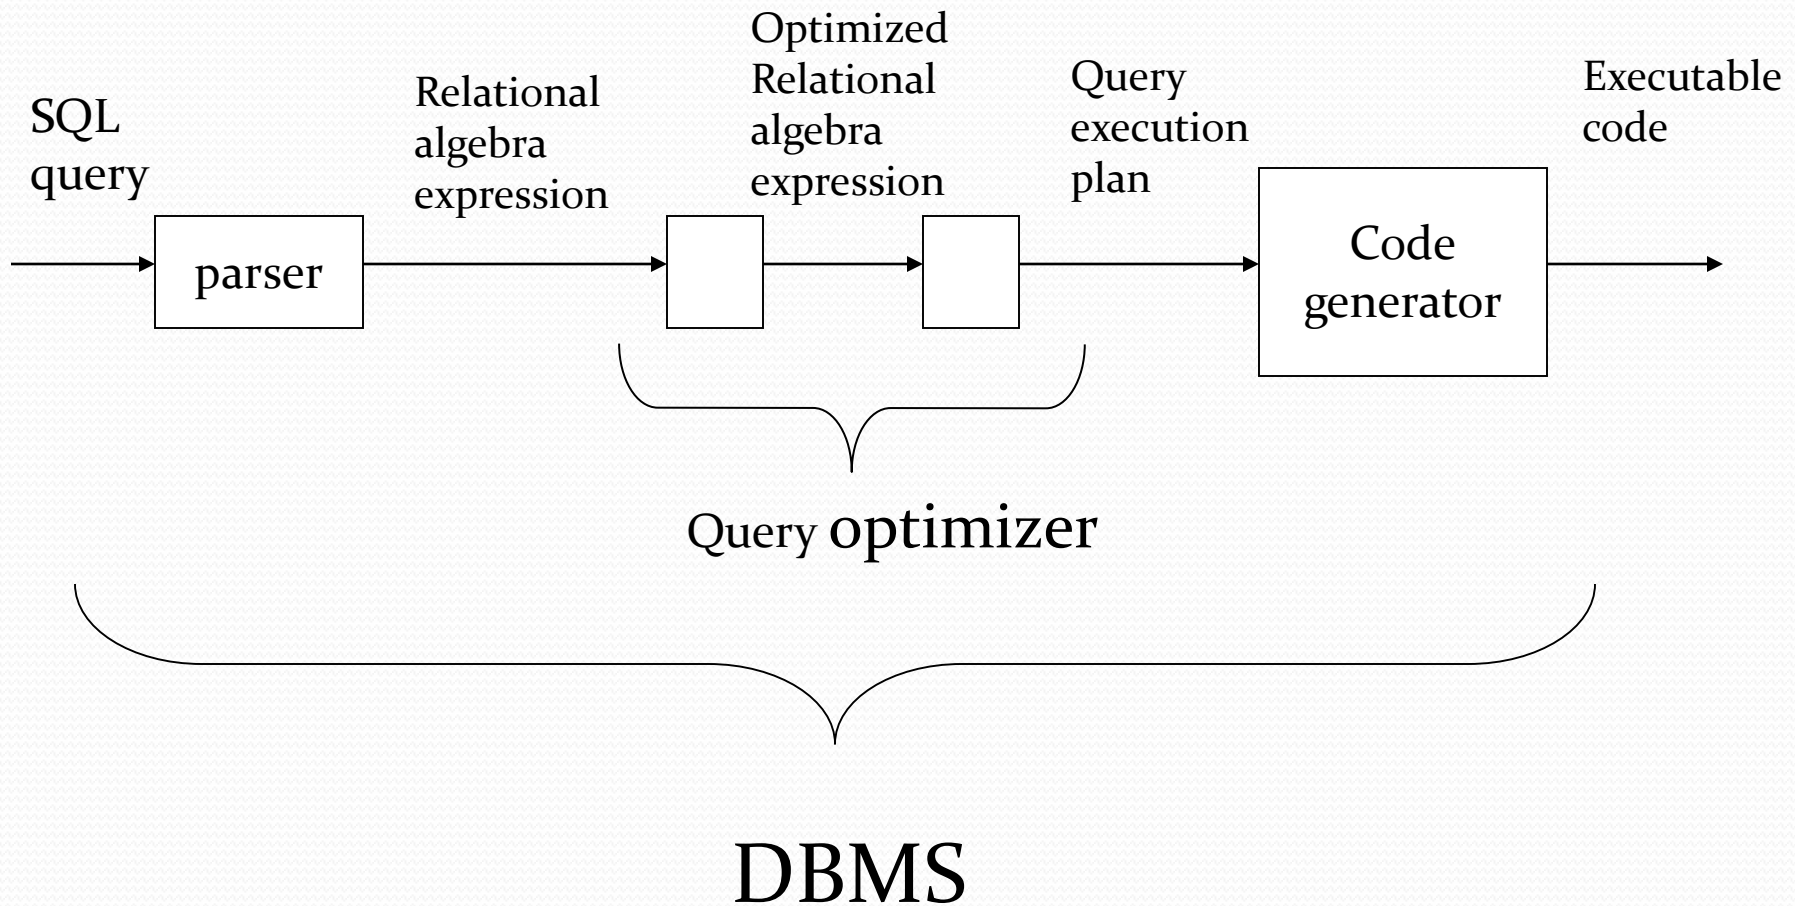 SQL
query
Relational
algebra
expression
Optimized
Relational
algebra
expression
Query
execution
plan
Executable
code
parser
Code
generator
Query optimizer
DBMS